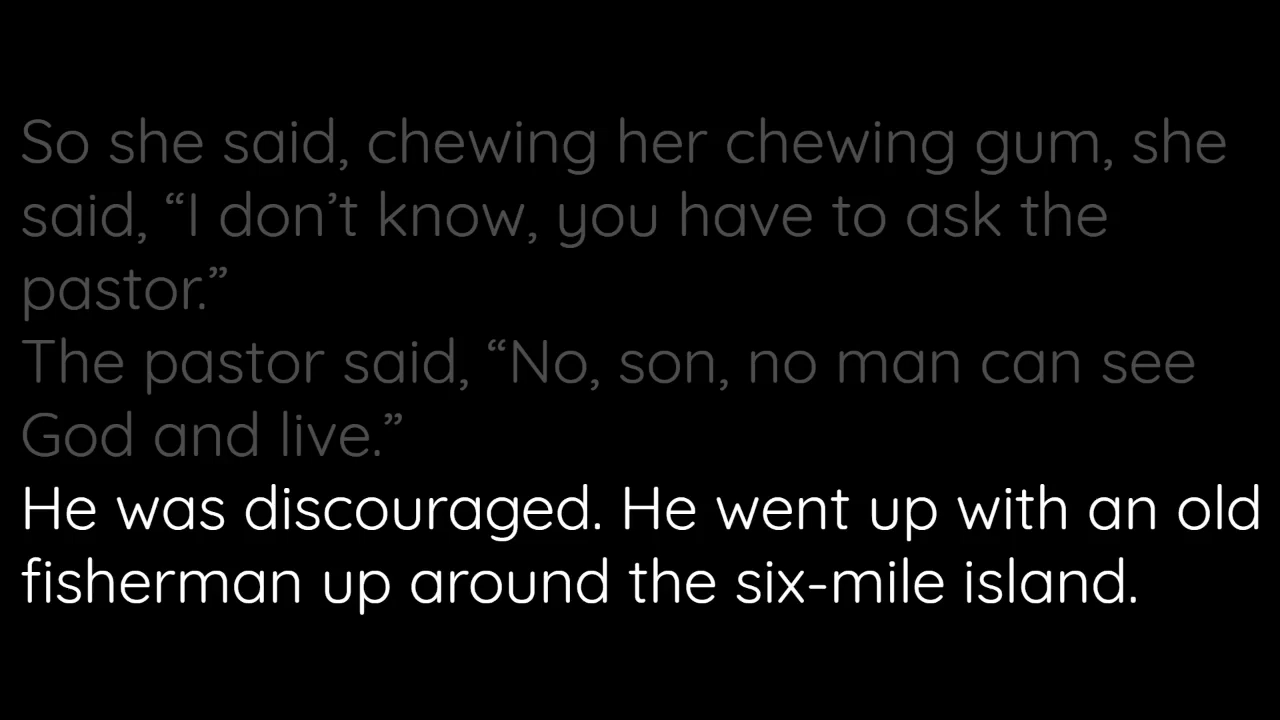 So she said, chewing her chewing gum, she
said, “I don’t know, you have to ask the
pastor.”
The pastor said, “No, son, no man can see
God and live.”
He was discouraged. He went up with an old
fisherman up around the six-mile island.